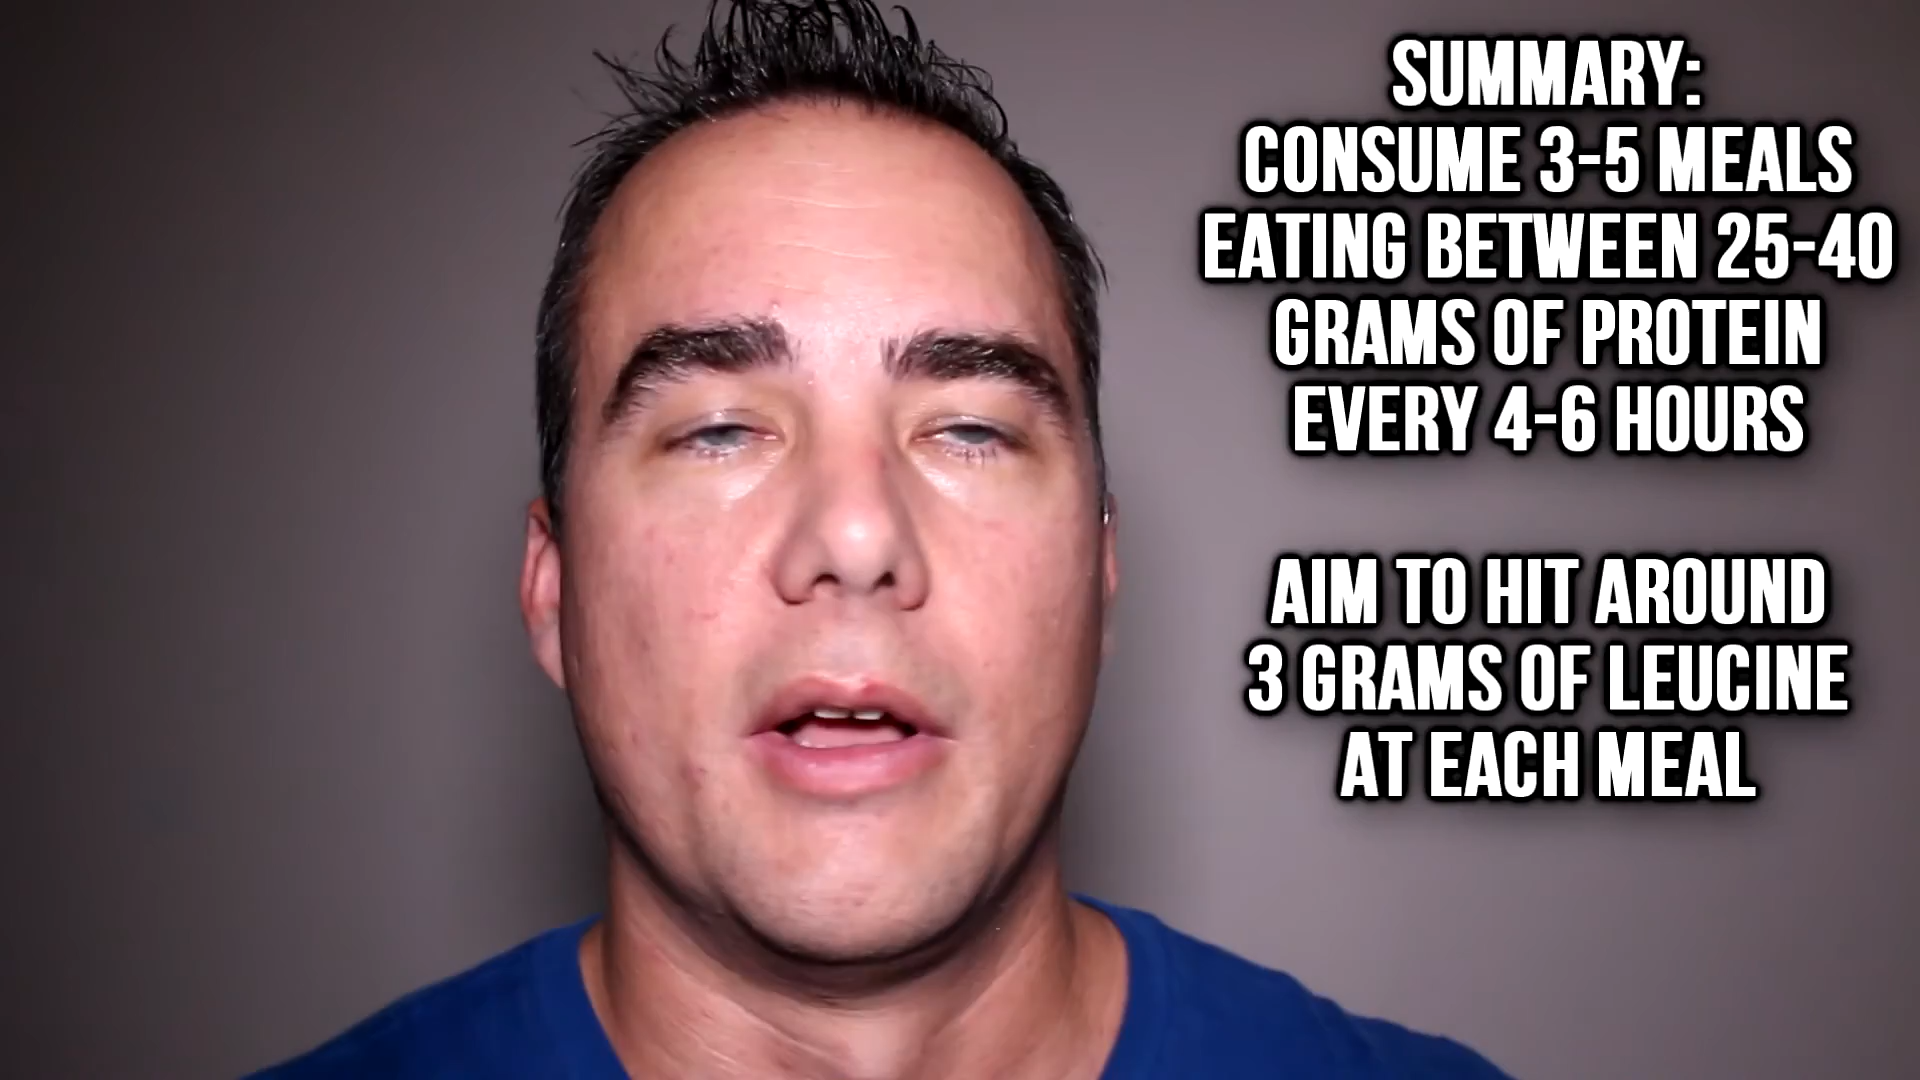 SUMMARY:
CONSUME 3-5 MEALS
EATING BETWEEN 25-40
GRAMS OF PROTEIN
EVERY 4-6 HOURS
AIM TO HIT AROUND
3 GRAMS OF LEUCINE
AT EACH MEAL